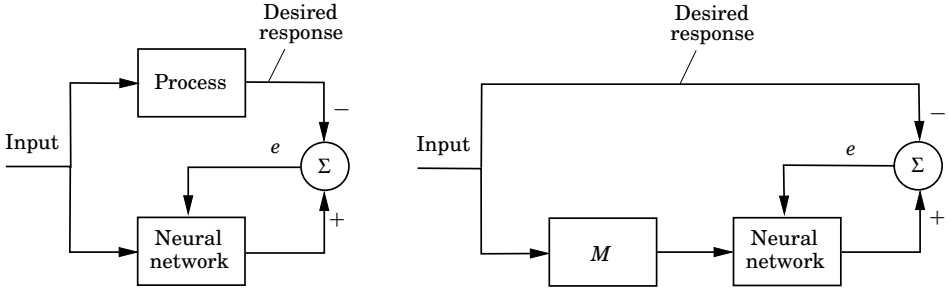 Desired
response
Process
Input
−
e
Σ
+
Neural
network
Desired
response
Input
−
e
Σ
+
M
Neural
network